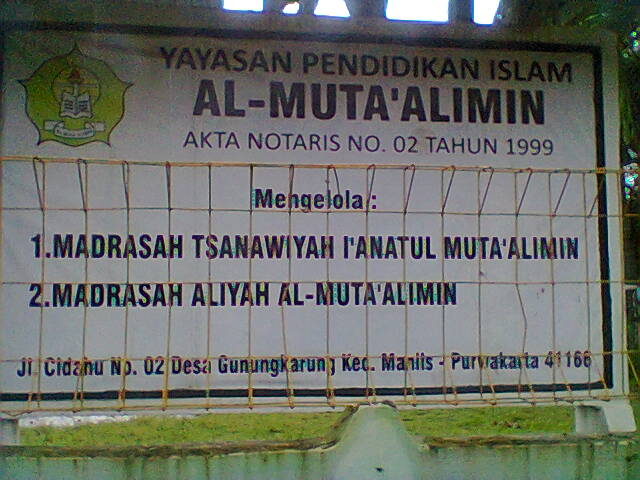 YAYASAN PENDIDIKAN ISLAM
AL-MUTA'ALIMIN
AKTA NOTARIS NO. 02 TAHUN 1999
Mengelola :
1.MADRASAH TSANAWIYAH I'ANATUL MUTA'ALIMIN
2.MADRASAH ALIYAH AL-MUTA'ALIMIN
Jl. Cidahu No. 02 Desa Gunungkarung Kec. Maniis - Purwakarta 41166